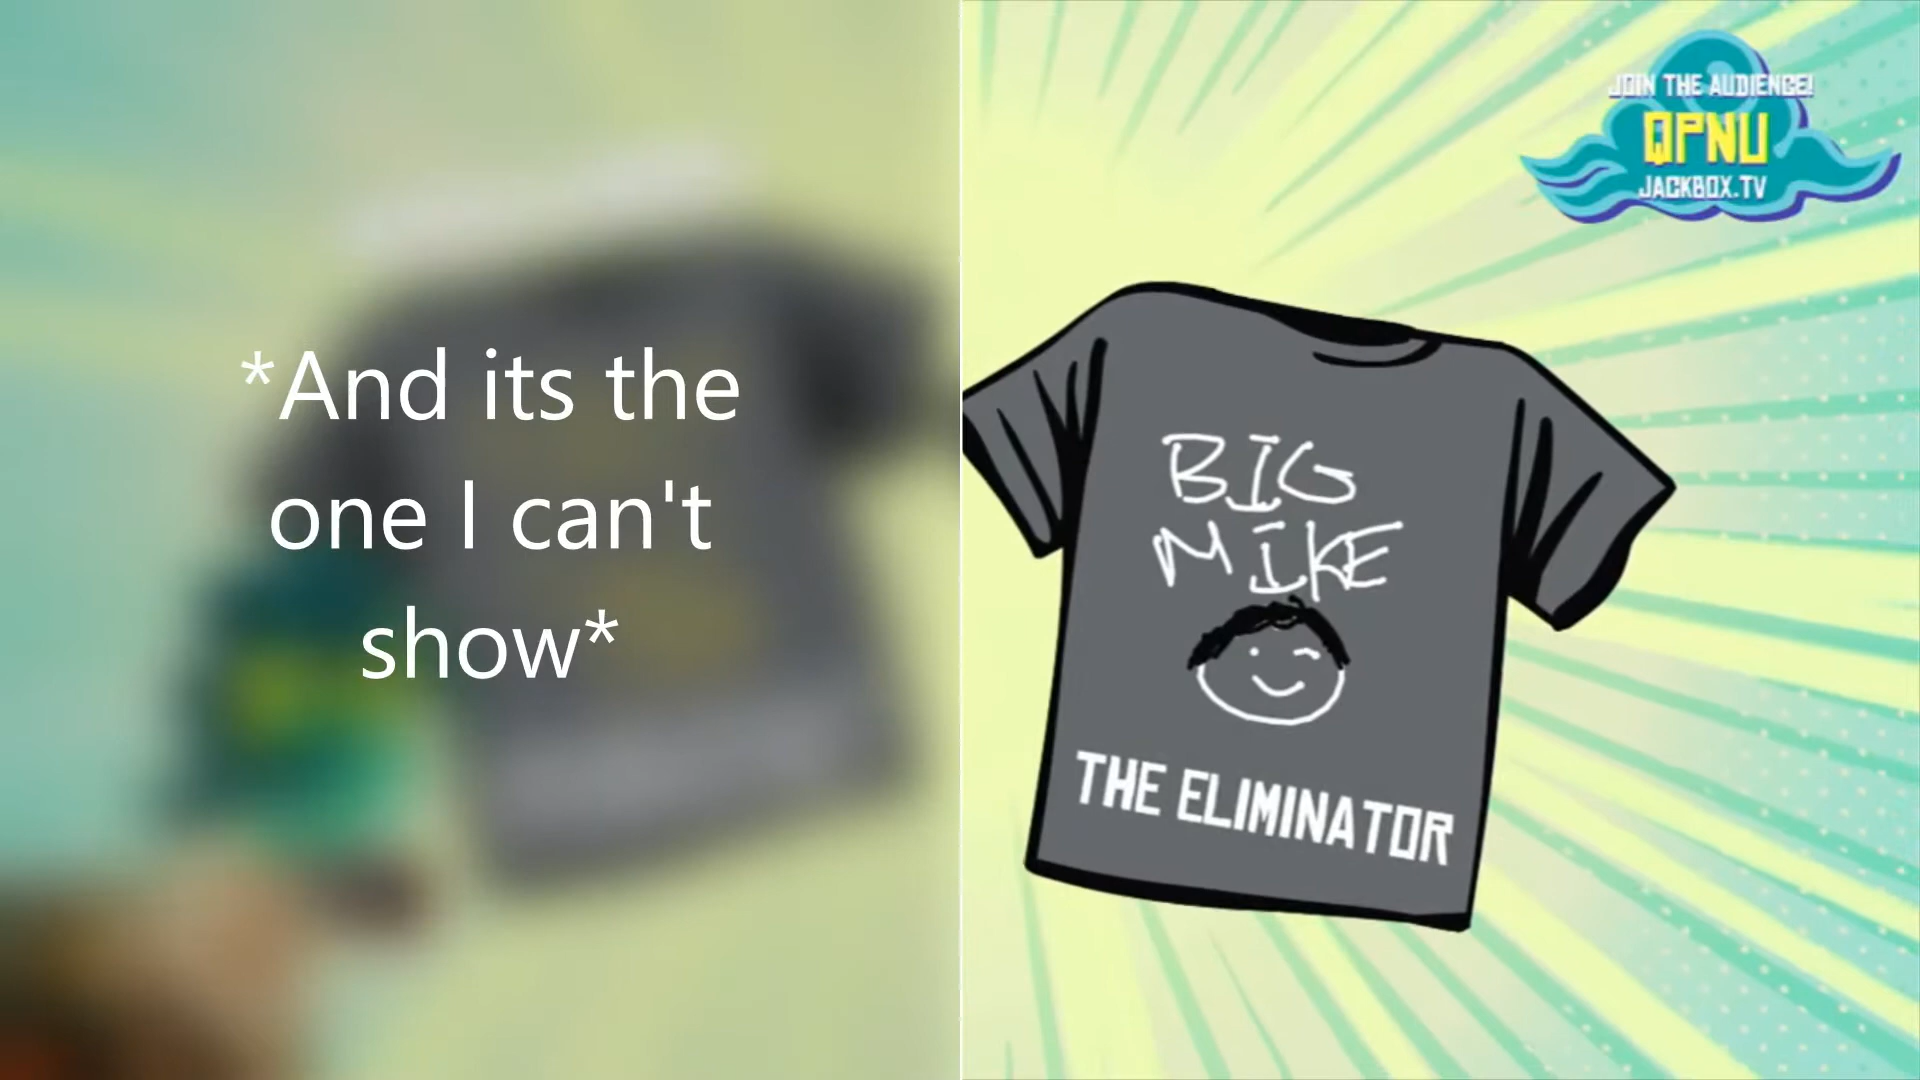 *And its the
one I can't
show*
JOIN THE AUDIENCE!
QPNU
JACKBOX.TV
BIG
MIKE
THE ELIMINATOR